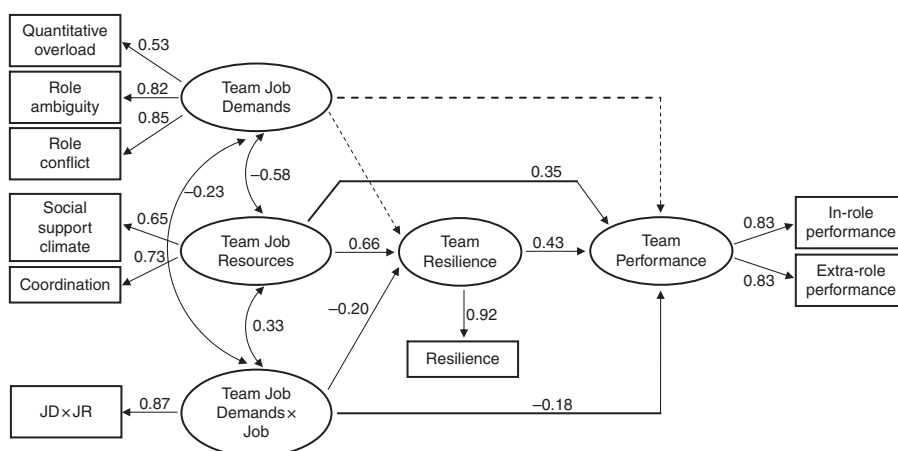 Quantitative
overload
0.53
Team Job
Demands
Role
ambiguity
0.82
Role
conflict
0.85
–0.23
–0.58
0.35
Social
support
climate
0.65
Team Job
Resources
0.66
Team
Resilience
0.43
Team
Performance
0.83
In-role
performance
Coordination
0.73
0.83
Extra-role
performance
–0.20
0.92
0.33
Resilience
JD×JR
0.87
Team Job
Demands×
Job
–0.18